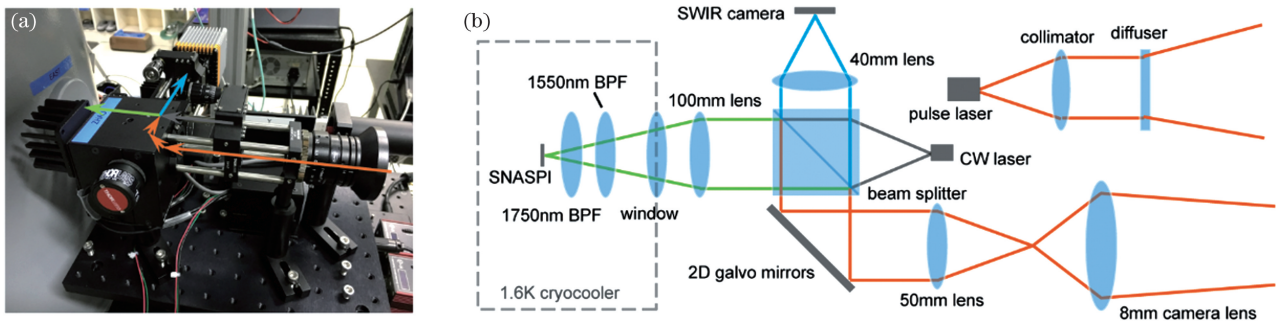 (a)
(b)
SWIR camera
40mm lens
collimator
diffuser
pulse laser
1550nm BPF
100mm lens
SNASPI
CW laser
1750nm BPF
window
beam splitter
2D galvo mirrors
1.6K cryocooler
50mm lens
8mm camera lens